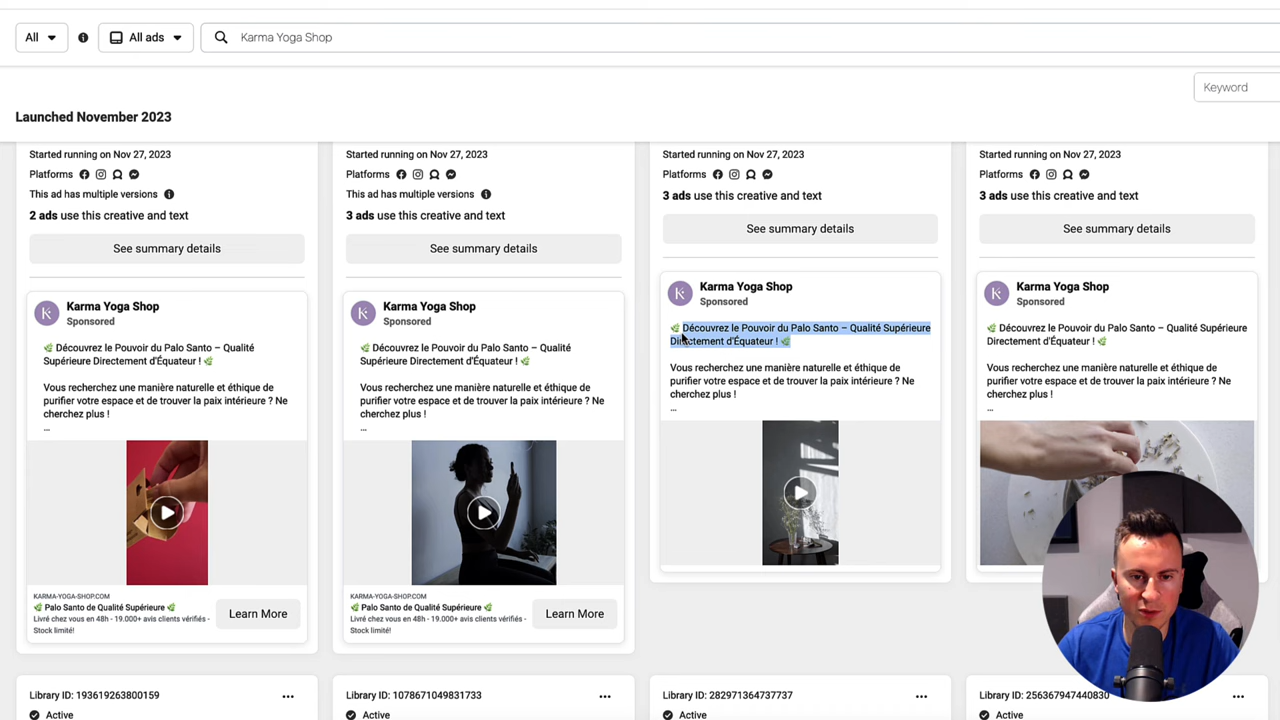 All
All ads
Karma Yoga Shop
Keyword
Launched November 2023
Started running on Nov 27, 2023
Platforms
This ad has multiple versions
2 ads use this creative and text
See summary details
Karma Yoga Shop
Sponsored
🌿 Découvrez le Pouvoir du Palo Santo – Qualité
Supérieure Directement d'Équateur ! 🌿
Vous recherchez une manière naturelle et éthique de
purifier votre espace et de trouver la paix intérieure ? Ne
cherchez plus !
...
KARMA-YOGA-SHOP.COM
🌿 Palo Santo de Qualité Supérieure 🌿
Livré chez vous en 48h - 19.000+ avis clients vérifiés -
Stock limité!
Learn More
Started running on Nov 27, 2023
Platforms
This ad has multiple versions
3 ads use this creative and text
See summary details
Karma Yoga Shop
Sponsored
🌿 Découvrez le Pouvoir du Palo Santo – Qualité
Supérieure Directement d'Équateur ! 🌿
Vous recherchez une manière naturelle et éthique de
purifier votre espace et de trouver la paix intérieure ? Ne
cherchez plus !
...
KARMA-YOGA-SHOP.COM
🌿 Palo Santo de Qualité Supérieure 🌿
Livré chez vous en 48h - 19.000+ avis clients vérifiés -
Stock limité!
Learn More
Started running on Nov 27, 2023
Platforms
3 ads use this creative and text
See summary details
Karma Yoga Shop
Sponsored
🌿 Découvrez le Pouvoir du Palo Santo – Qualité Supérieure
Directement d'Équateur ! 🌿
Vous recherchez une manière naturelle et éthique de
purifier votre espace et de trouver la paix intérieure ? Ne
cherchez plus !
...
Started running on Nov 27, 2023
Platforms
3 ads use this creative and text
See summary details
Karma Yoga Shop
Sponsored
🌿 Découvrez le Pouvoir du Palo Santo – Qualité Supérieure
Directement d'Équateur ! 🌿
Vous recherchez une manière naturelle et éthique de
purifier votre espace et de trouver la paix intérieure ? Ne
cherchez plus !
...
Library ID: 193619263800159
Active
Library ID: 1078671049831733
Active
Library ID: 282971364737737
Active
Library ID: 256367947440830
Active